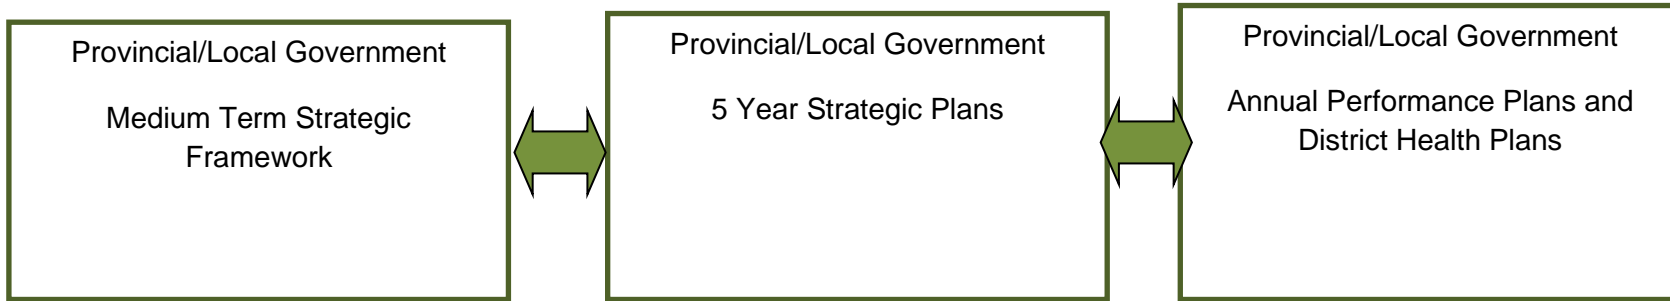 Provincial/Local Government
Medium Term Strategic
Framework
Provincial/Local Government
5 Year Strategic Plans
Provincial/Local Government
Annual Performance Plans and
District Health Plans